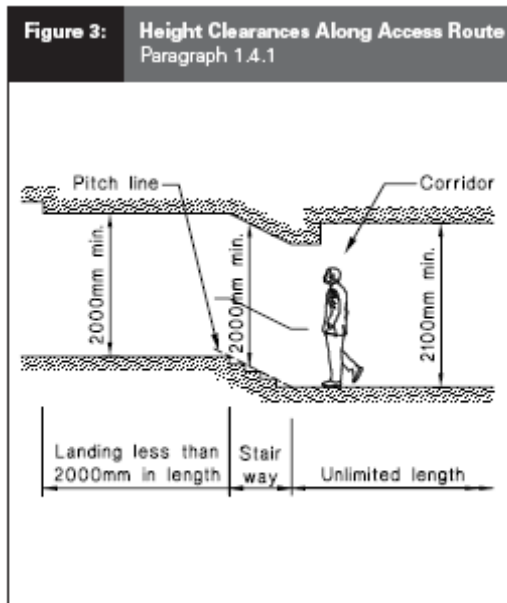 Figure 3: Height Clearances Along Access Route
Paragraph 1.4.1
Pitch line
Corridor
2000mm min.
2000mm min.
2100mm min.
Landing less than
2000mm in length
Stair
way
Unlimited length